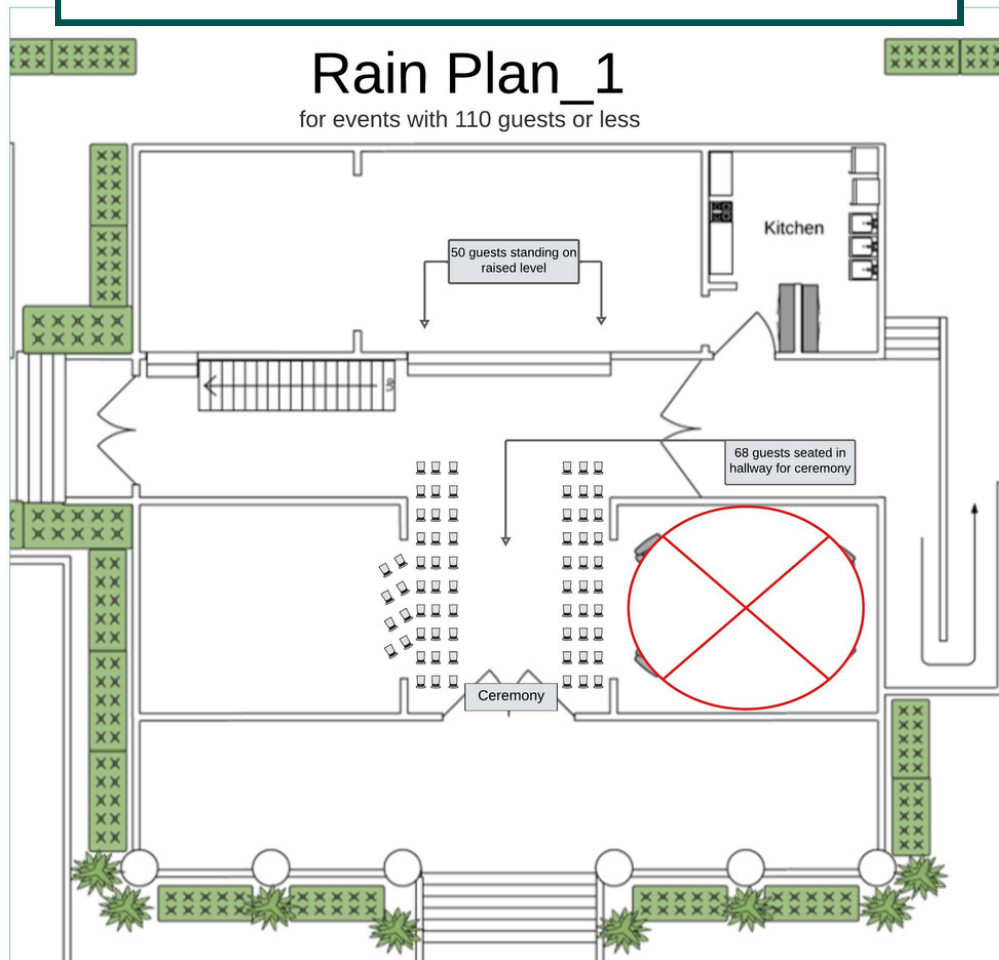 Rain Plan_1
for events with 110 guests or less
Kitchen
50 guests standing on
raised level
Up
68 guests seated in
hallway for ceremony
Ceremony